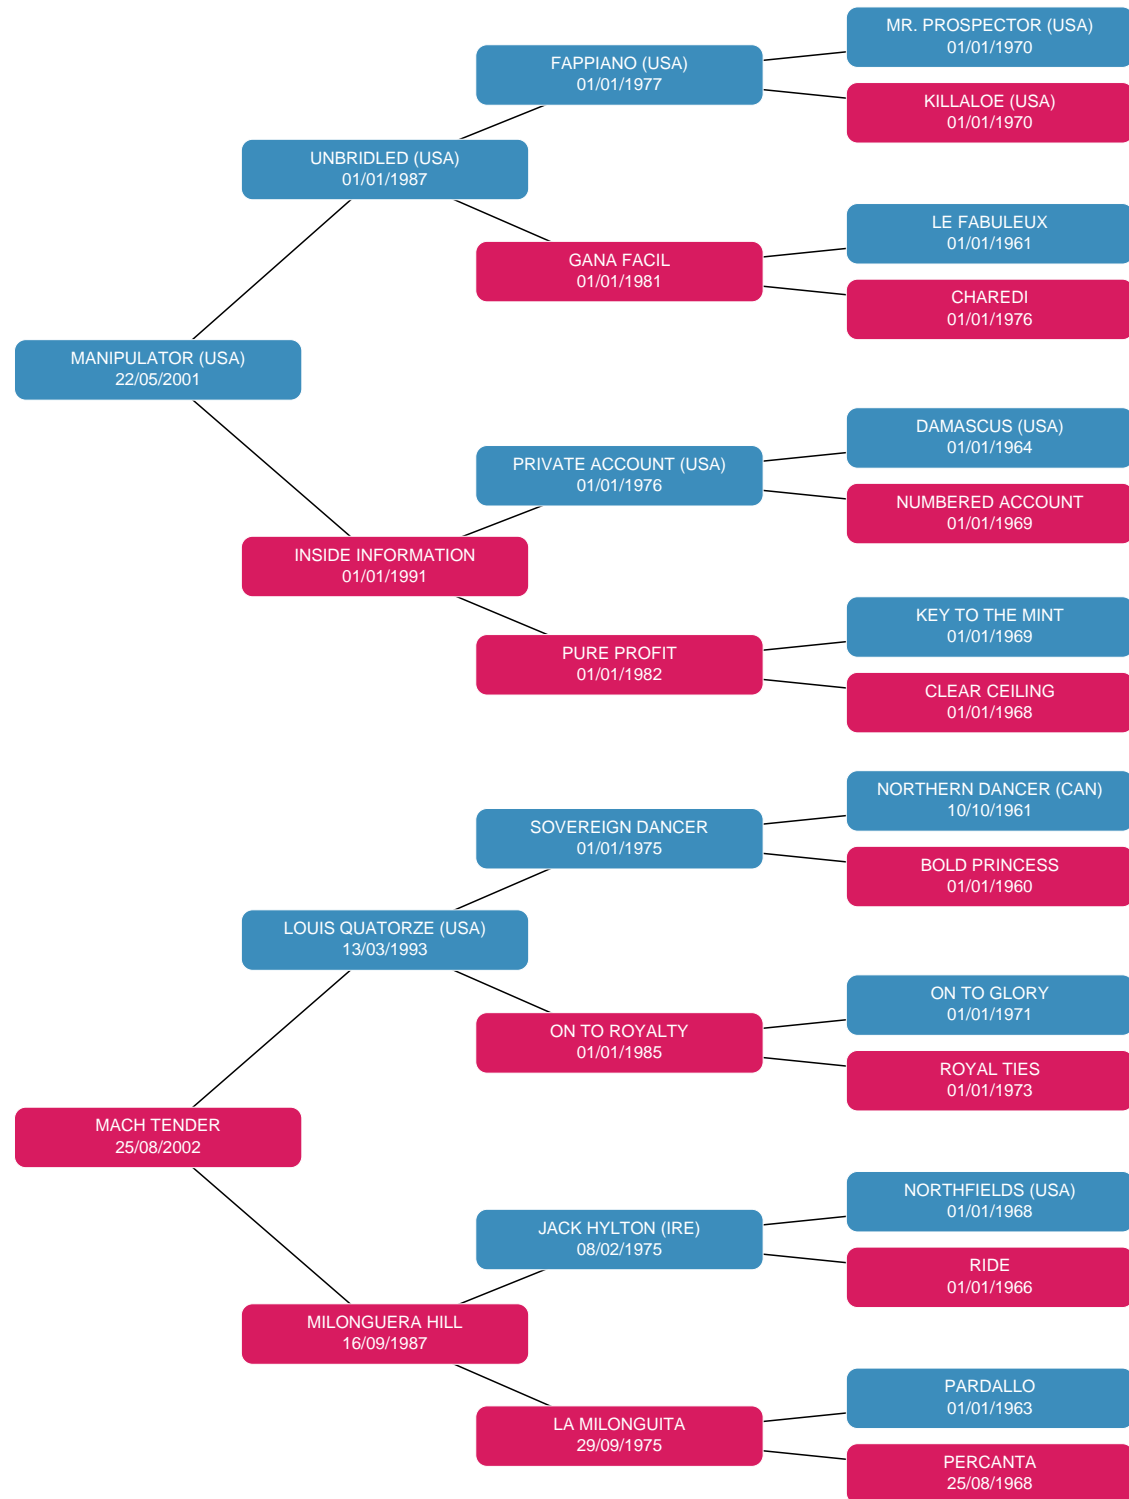 MR. PROSPECTOR (USA)
01/01/1970
FAPPIANO (USA)
01/01/1977
KILLALOE (USA)
01/01/1970
UNBRIDLED (USA)
01/01/1987
LE FABULEUX
01/01/1961
GANA FACIL
01/01/1981
CHAREDI
01/01/1976
MANIPULATOR (USA)
22/05/2001
DAMASCUS (USA)
01/01/1964
PRIVATE ACCOUNT (USA)
01/01/1976
NUMBERED ACCOUNT
01/01/1969
INSIDE INFORMATION
01/01/1991
KEY TO THE MINT
01/01/1969
PURE PROFIT
01/01/1982
CLEAR CEILING
01/01/1968
NORTHERN DANCER (CAN)
10/10/1961
SOVEREIGN DANCER
01/01/1975
BOLD PRINCESS
01/01/1960
LOUIS QUATORZE (USA)
13/03/1993
ON TO GLORY
01/01/1971
ON TO ROYALTY
01/01/1985
ROYAL TIES
01/01/1973
MACH TENDER
25/08/2002
NORTHFIELDS (USA)
01/01/1968
JACK HYLTON (IRE)
08/02/1975
RIDE
01/01/1966
MILONGUERA HILL
16/09/1987
PARDALLO
01/01/1963
LA MILONGUITA
29/09/1975
PERCANTA
25/08/1968